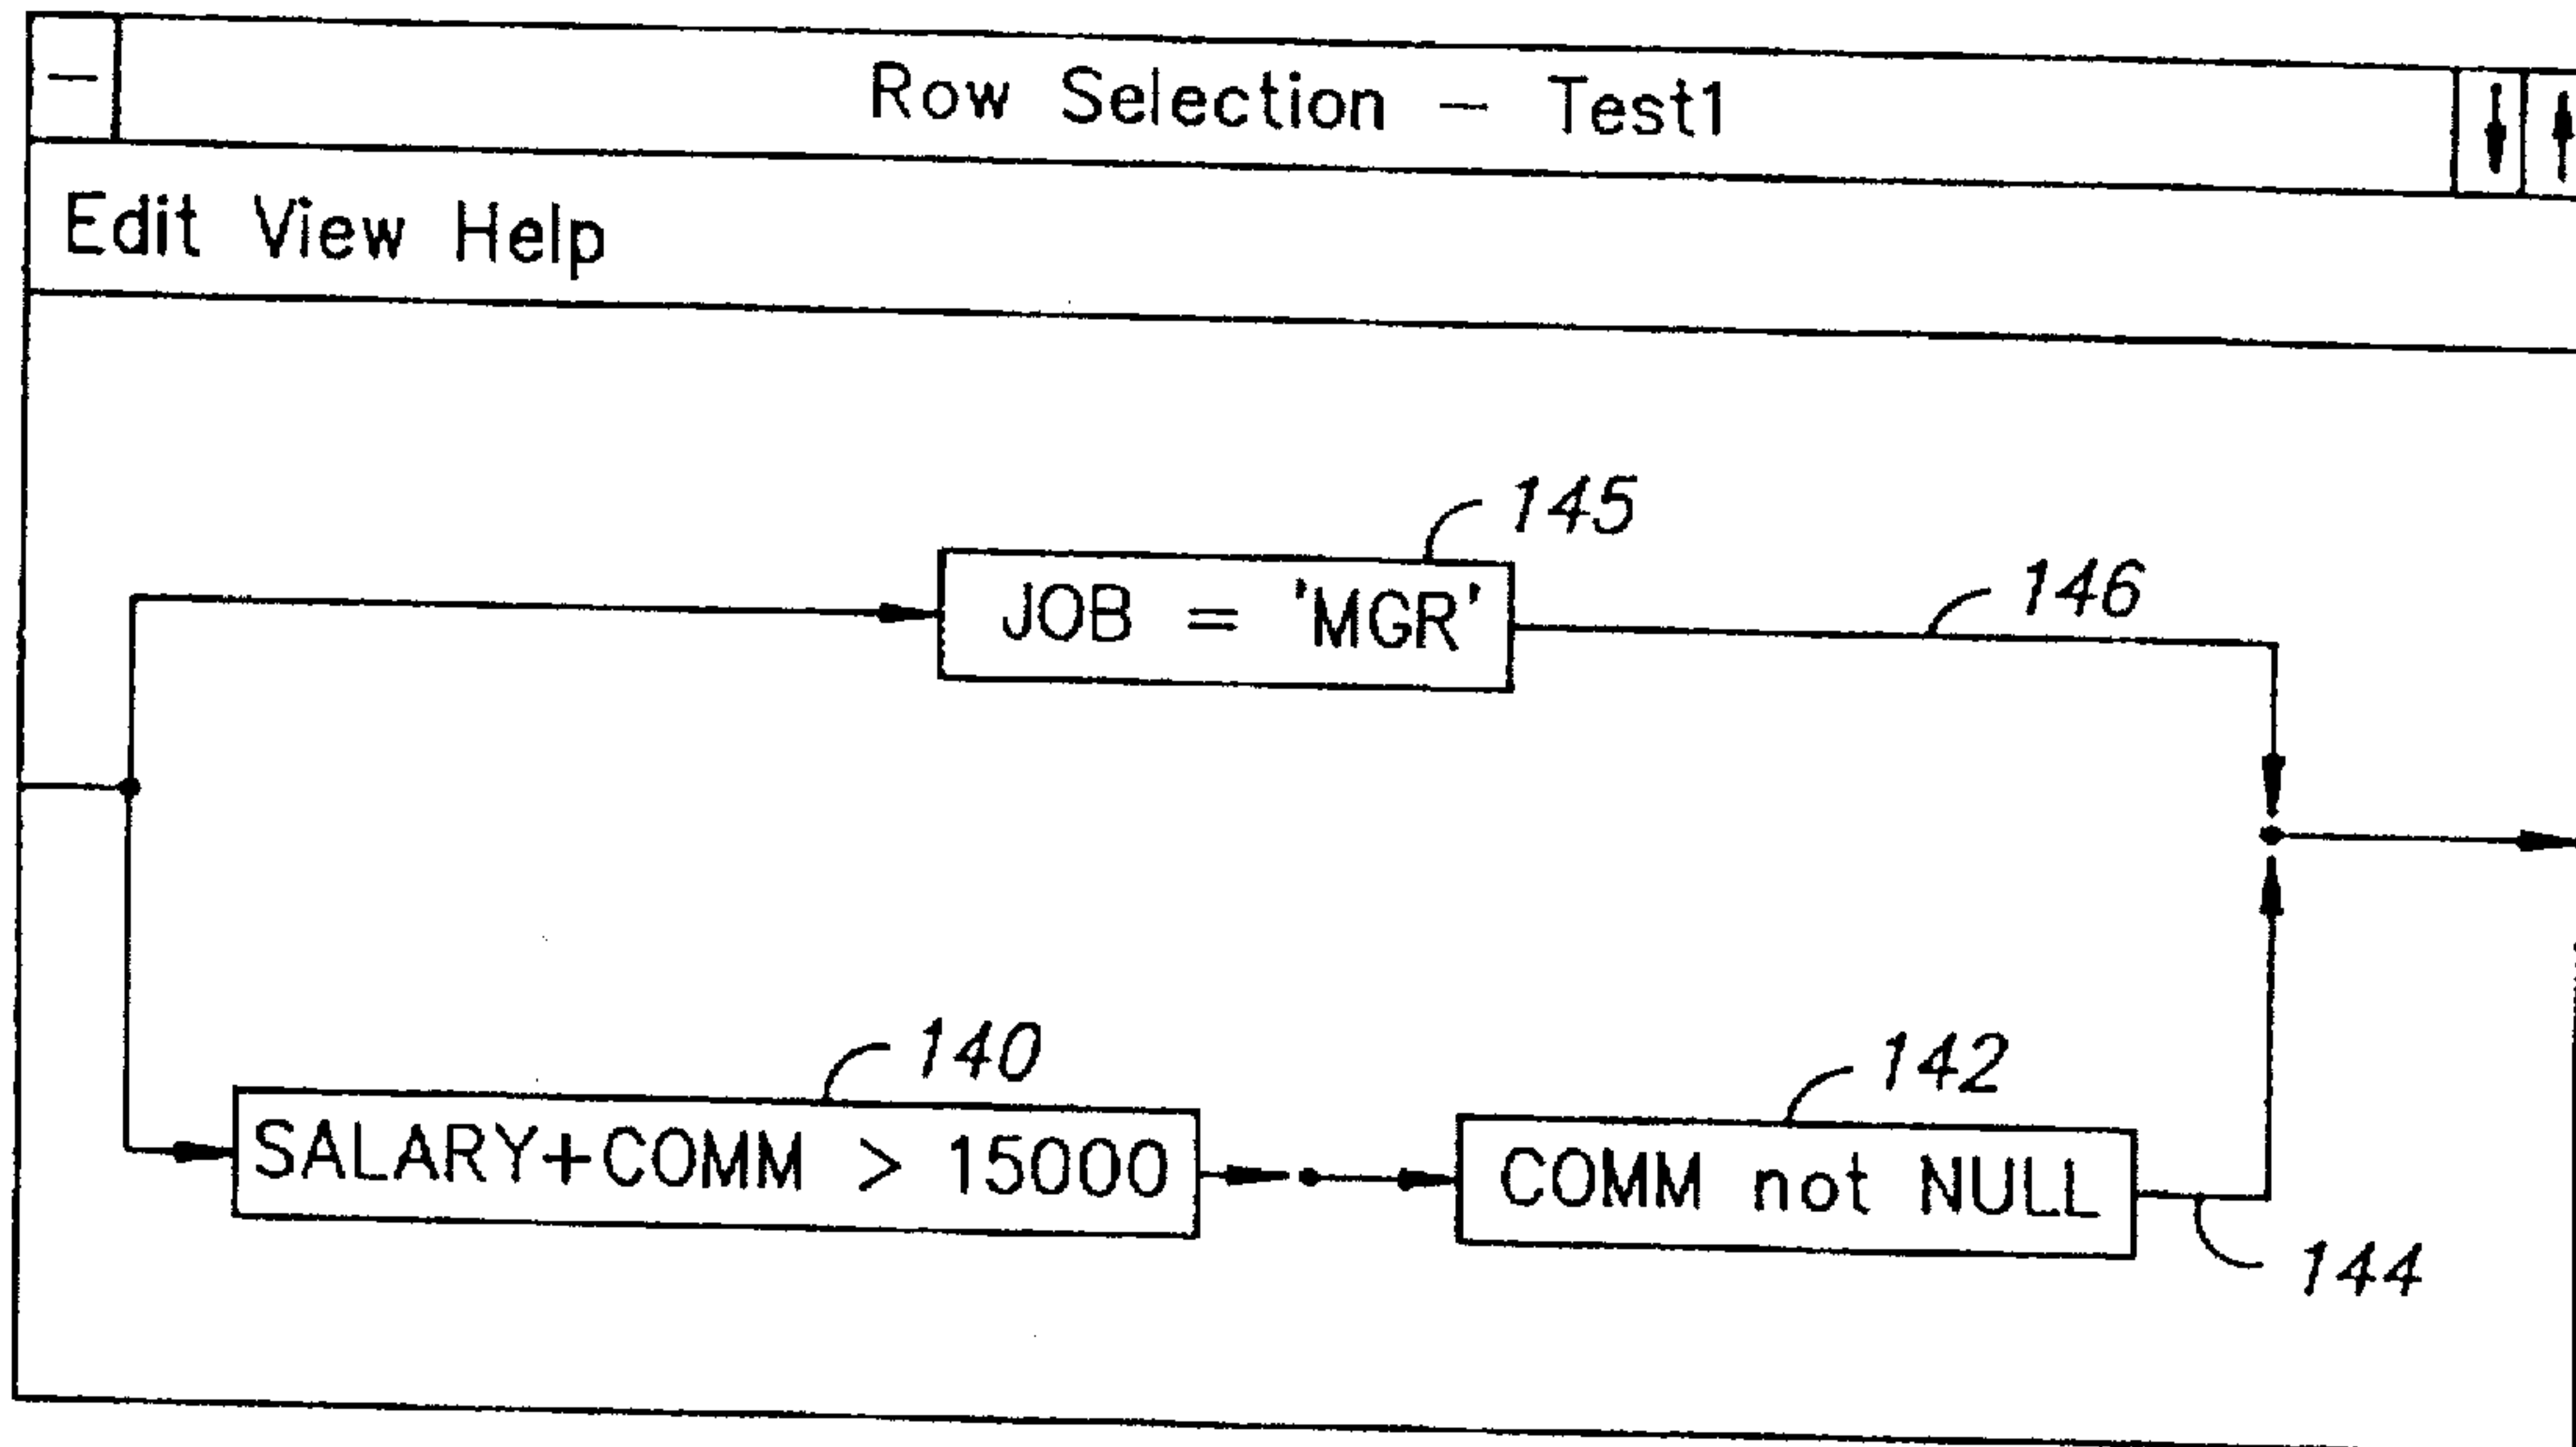 Row Selection – Test1
Edit View Help
145
JOB = 'MGR'
146
140
SALARY+COMM > 15000
142
COMM not NULL
144